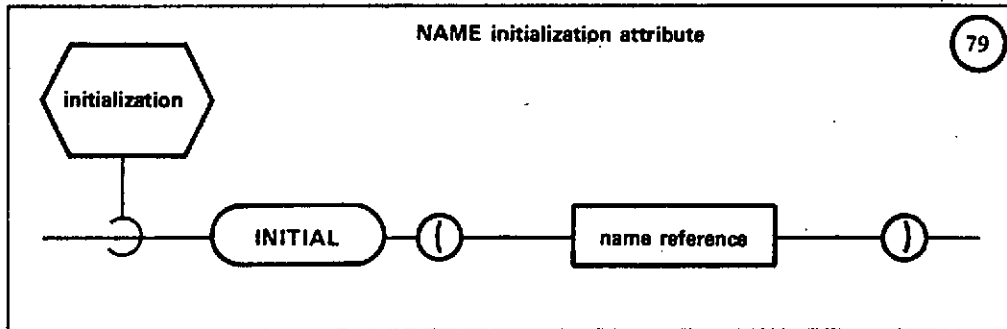 NAME initialization attribute
79
initialization
INITIAL ( name reference )